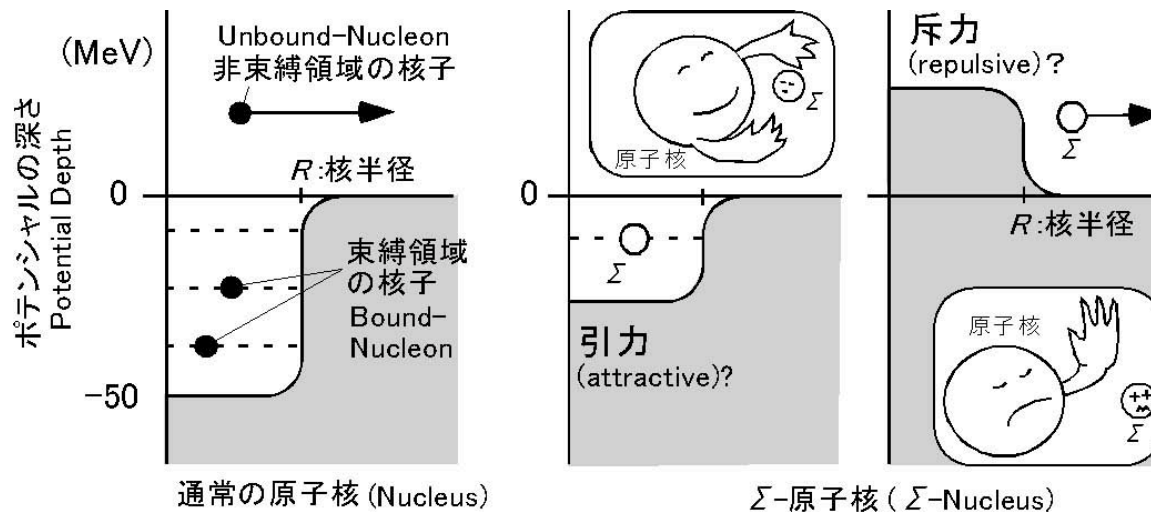 (MeV)
ポテンシャルの深さ
Potential Depth
Unbound-Nucleon
非束縛領域の核子
R:核半径
0
束縛領域
の核子
Bound-
Nucleon
-50
通常の原子核 (Nucleus)
原子核
Σ
0
Σ
引力
(attractive)?
斥力
(repulsive)?
Σ
R:核半径
原子核
Σ
Σ-原子核 ( Σ-Nucleus)